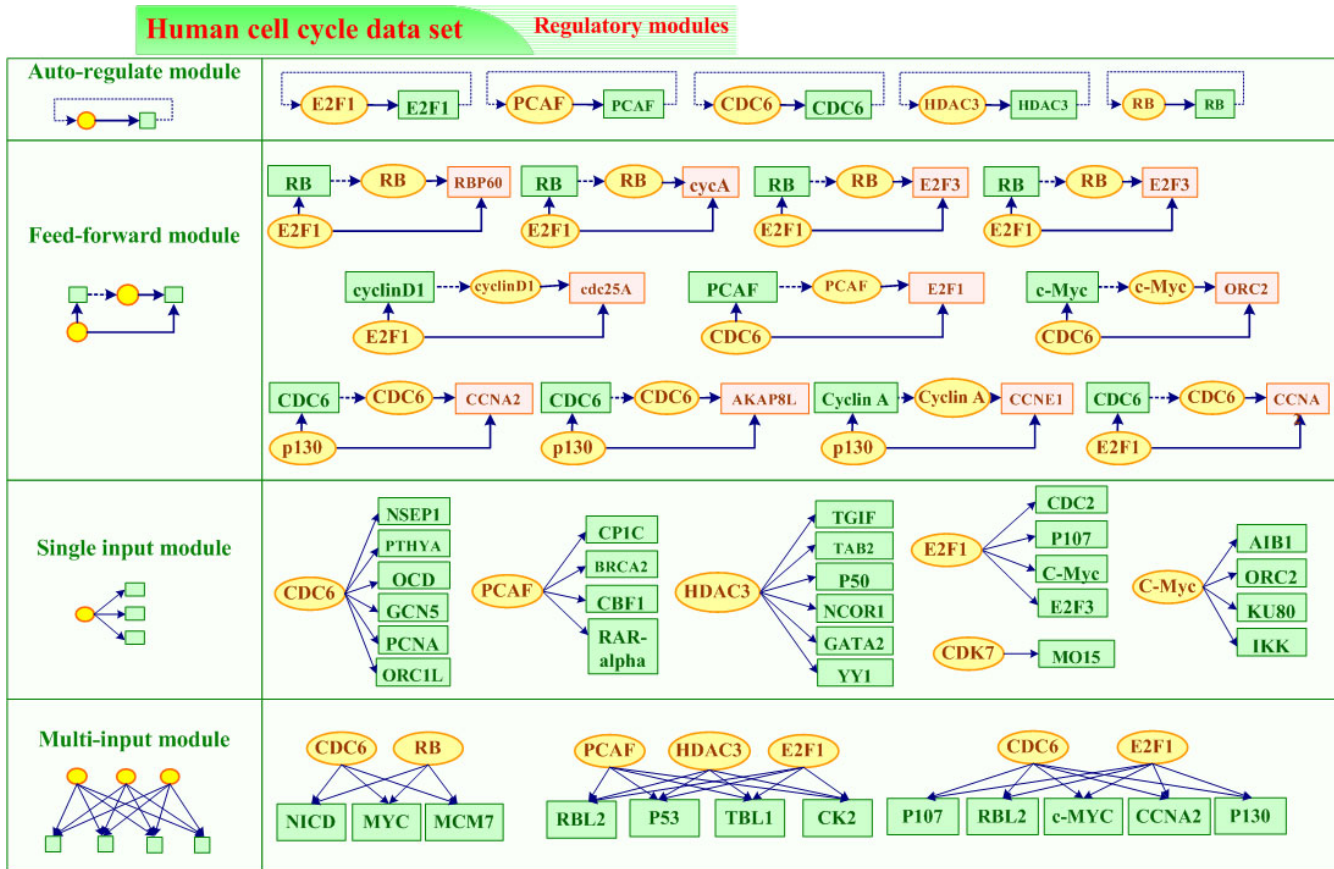 Human cell cycle data set
Regulatory modules
Auto-regulate module
E2F1 E2F1 PCAF PCAF CDC6 CDC6 HDAC3 HDAC3 RB RB
Feed-forward module
RB RB RBP60 RB RB cycA RB RB E2F3 RB RB E2F3
E2F1 E2F1 E2F1 E2F1
cyclinD1 cyclinD1 cdc25A PCAF PCAF E2F1 c-Myc c-Myc ORC2
E2F1 CDC6 CDC6
CDC6 CDC6 CCNA2 CDC6 CDC6 AKAP8L Cyclin A Cyclin A CCNE1 CDC6 CDC6 CCNA
2
p130 p130 p130 E2F1
Single input module
CDC6
NSEP1
PTHYA
OCD
GCN5
PCNA
ORC1L
PCAF
CP1C
BRCA2
CBF1
RAR-
alpha
HDAC3
TGIF
TAB2
P50
NCOR1
GATA2
YY1
E2F1
CDC2
P107
C-Myc
E2F3
CDK7 MO15
C-Myc
AIB1
ORC2
KU80
IKK
Multi-input module
CDC6 RB PCAF HDAC3 E2F1 CDC6 E2F1
NICD MYC MCM7 RBL2 P53 TBL1 CK2 P107 RBL2 c-MYC CCNA2 P130